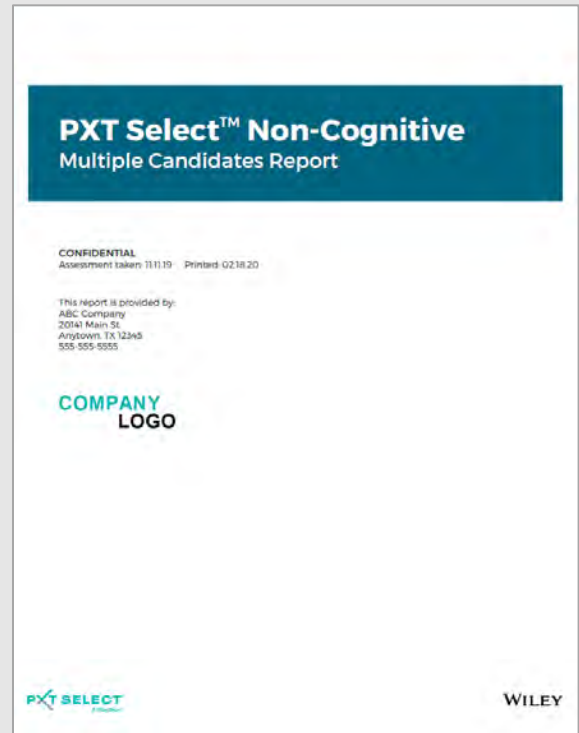 PXT Select™ Non-Cognitive
Multiple Candidates Report
CONFIDENTIAL
Assessment taken: 11.11.19 Printed: 02.18.20
This report is provided by:
ABC Company
20141 Main St.
Anytown, TX 12345
555-555-5555
COMPANY
LOGO
PXT SELECT
WILEY